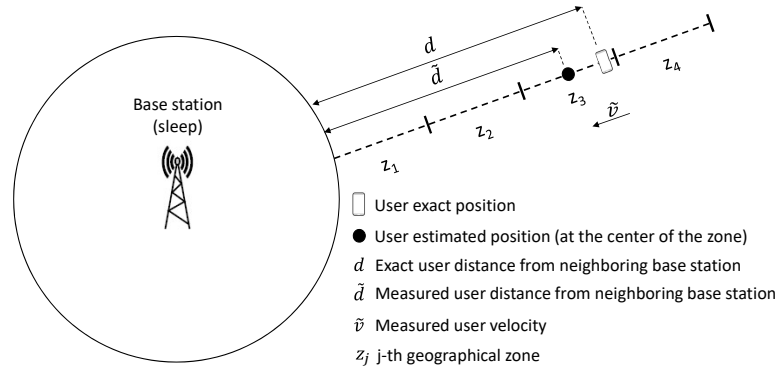 d
d̃
z₄
z₃
ṽ
z₂
z₁
Base station
(sleep)
User exact position
User estimated position (at the center of the zone)
d Exact user distance from neighboring base station
d̃ Measured user distance from neighboring base station
ṽ Measured user velocity
z_j j-th geographical zone